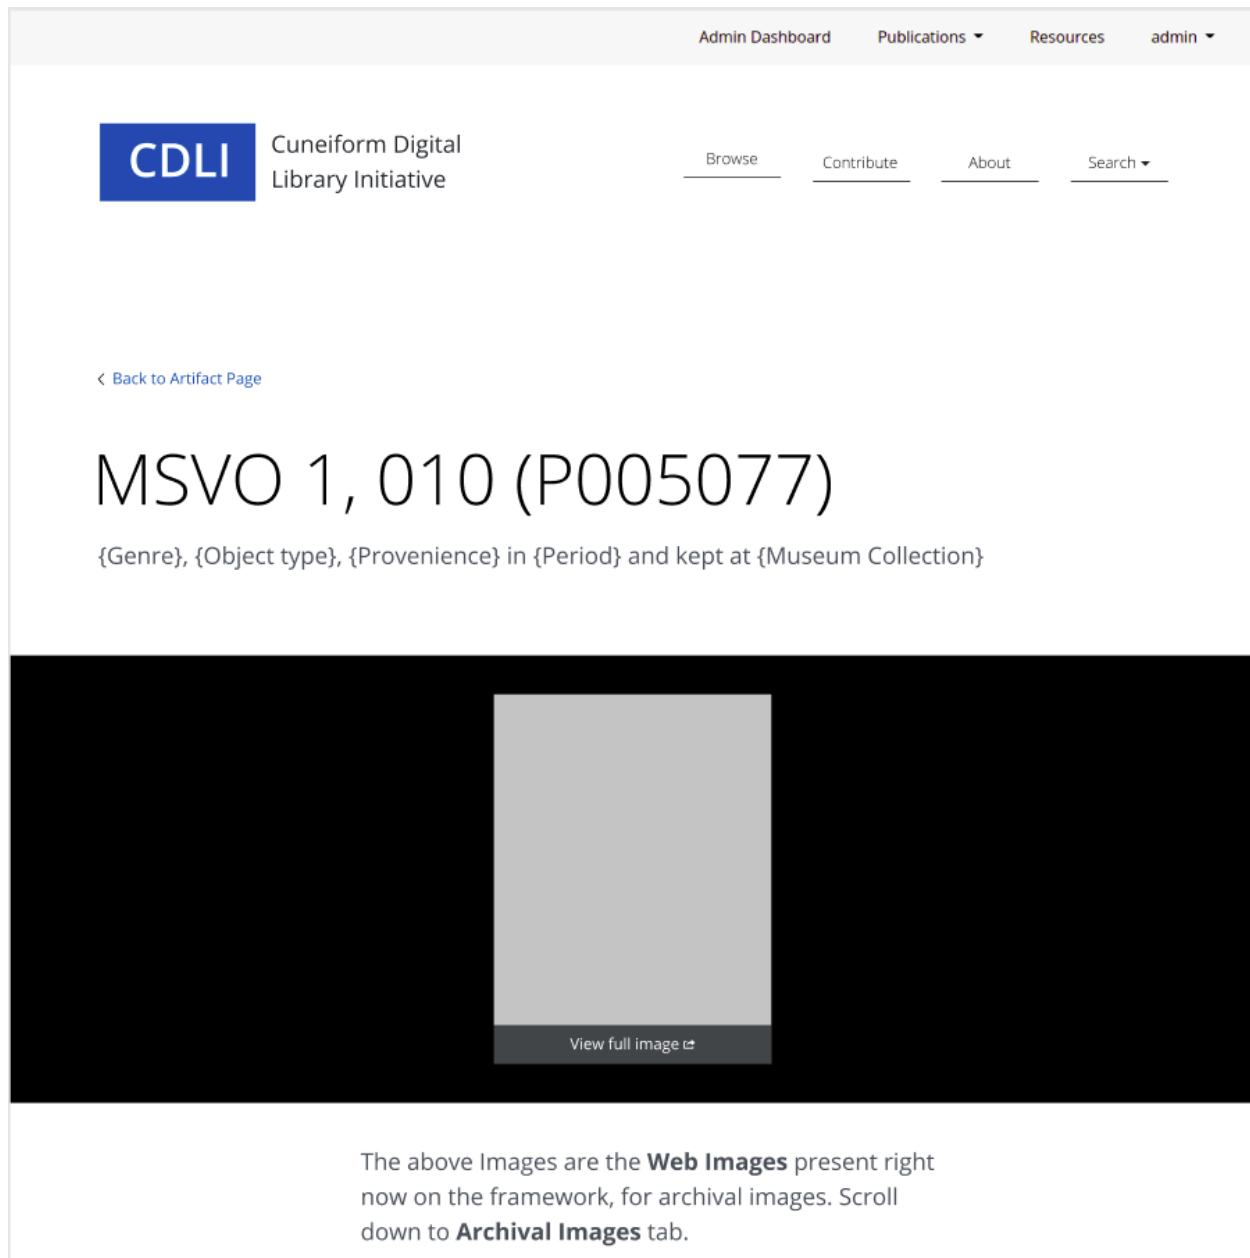 Admin Dashboard Publications Resources admin
CDLI
Cuneiform Digital
Library Initiative
Browse Contribute About Search
Back to Artifact Page
MSVO 1, 010 (P005077)
{Genre}, {Object type}, {Provenience} in {Period} and kept at {Museum Collection}
View full image
The above Images are the Web Images present right
now on the framework, for archival images. Scroll
down to Archival Images tab.